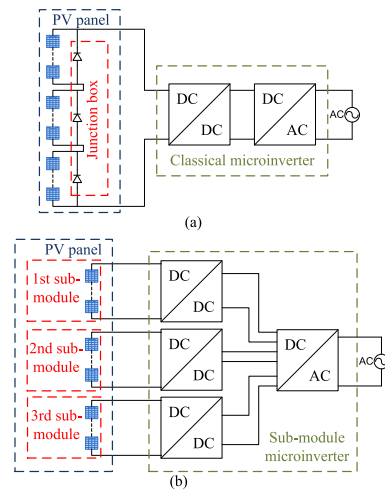 PV panel
Junction box
DC
DC
DC
AC
AC
Classical microinverter
(a)
PV panel
1st sub-
module
DC
DC
2nd sub-
module
DC
DC
DC
AC
AC
3rd sub-
module
DC
DC
Sub-module
microinverter
(b)